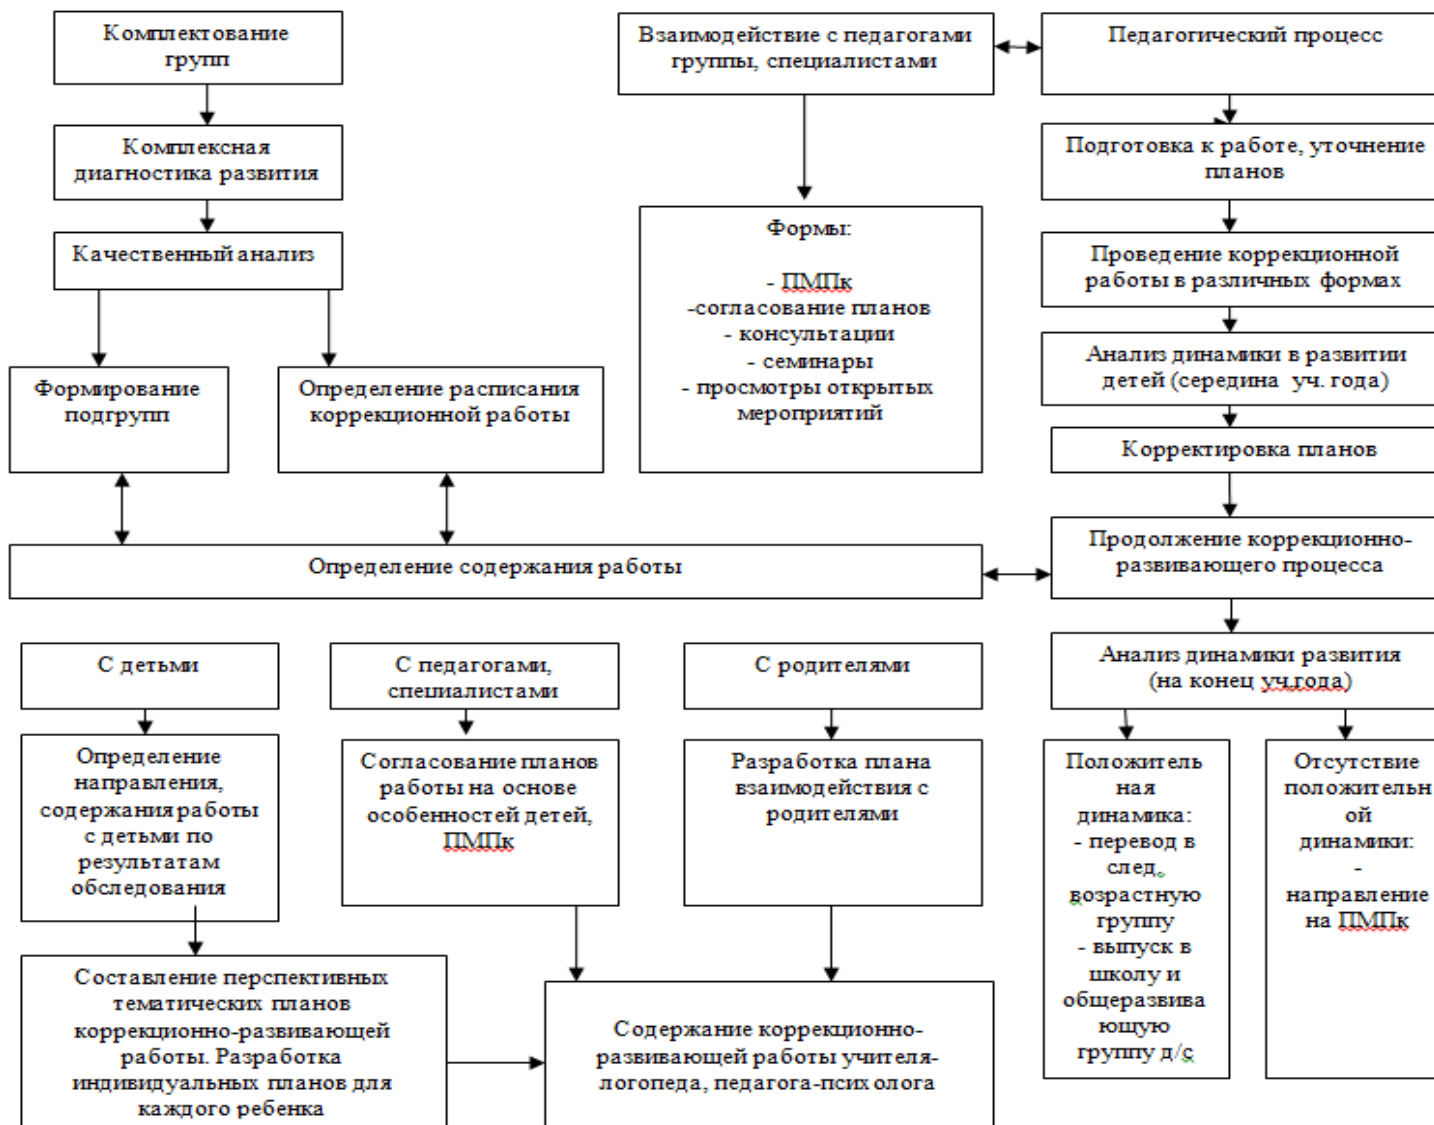 Комплектование
групп
Комплексная
диагностика развития
Качественный анализ
Формирование
подгрупп
Определение расписания
коррекционной работы
Взаимодействие с педагогами
группы, специалистами
Формы:
- ПМПк
-согласование планов
- консультации
- семинары
- просмотры открытых
мероприятий
Педагогический процесс
Подготовка к работе, уточнение
планов
Проведение коррекционной
работы в различных формах
Анализ динамики в развитии
детей (середина уч. года)
Корректировка планов
Продолжение коррекционно-
развивающего процесса
Определение содержания работы
С детьми
Определение
направления,
содержания работы
с детьми по
результатам
обследования
Составление перспективных
тематических планов
коррекционно-развивающей
работы. Разработка
индивидуальных планов для
каждого ребенка
С педагогами,
специалистами
Согласование планов
работы на основе
особенностей детей,
ПМПк
С родителями
Разработка плана
взаимодействия с
родителями
Содержание коррекционно-
развивающей работы учителя-
логопеда, педагога-психолога
Анализ динамики развития
(на конец уч.года)
Положитель
ная
динамика:
- перевод в
след.
возрастную
группу
- выпуск в
школу и
общеразвива
ющую
группу д/с
Отсутствие
положительн
ой
динамики:
-
направление
на ПМПк